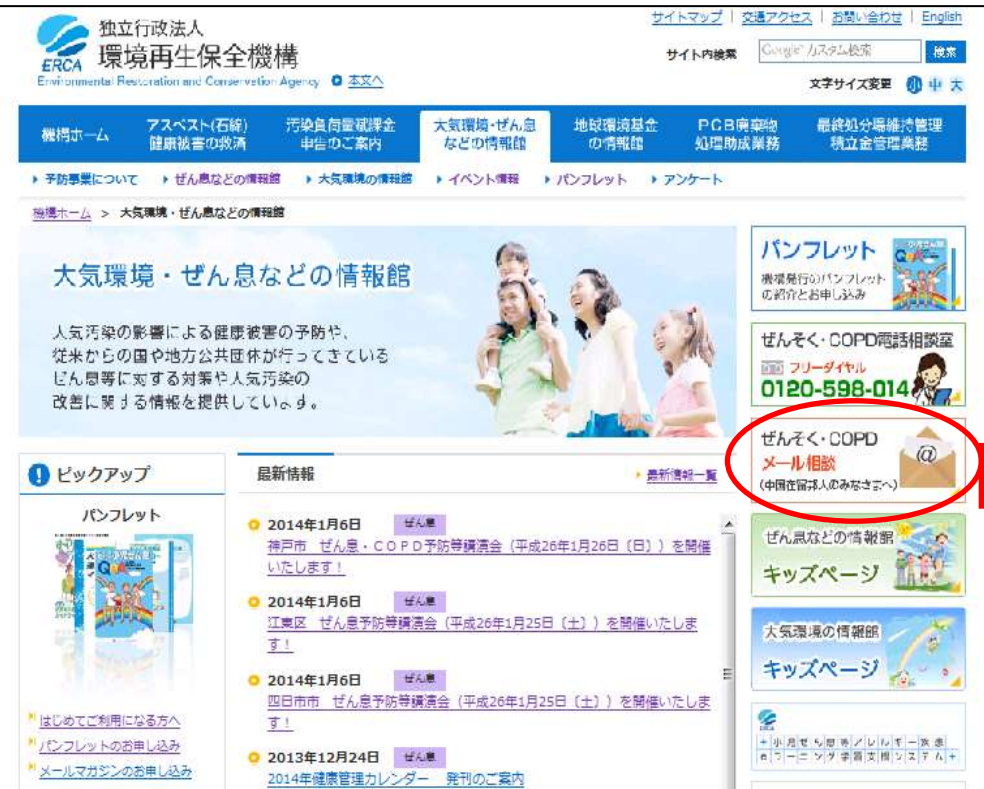 サイトマップ | 交通アクセス | お問い合わせ | English
独立行政法人
環境再生保全機構
ERCA
Environmental Restoration and Conservation Agency
本文へ
サイト内検索
Google カスタム検索
検索
文字サイズ変更 小 中 大
機構ホーム
アスベスト(石綿)
健康被害の救済
汚染負荷量賦課金
申告のご案内
大気環境・ぜん息
などの情報館
地球環境基金
の情報館
PCB廃棄物
処理助成業務
最終処分場維持管理
積立金管理業務
予防事業について ぜん息などの情報館 大気環境の情報館 イベント情報 パンフレット アンケート
機構ホーム > 大気環境・ぜん息などの情報館
大気環境・ぜん息などの情報館
大気汚染の影響による健康被害の予防や、
従来からの国や地方公共団体が行ってきている
ぜん息等に対する対策や大気汚染の
改善に関する情報を提供しています。
パンフレット
機構発行のパンフレット
の紹介とお申し込み
ぜんそく・COPD電話相談室
フリーダイヤル
0120-598-014
ぜんそく・COPD
メール相談
(中国在留邦人のみなさまへ)
@
ぜん息などの情報館
キッズページ
大気環境の情報館
キッズページ
ピックアップ
パンフレット
Q&A
はじめてご利用になる方へ
パンフレットのお申し込み
メールマガジンのお申し込み
最新情報
最新情報一覧
2014年1月6日 ぜん息
神戸市 ぜん息・COPD予防等講演会（平成26年1月26日〔日〕）を開催
いたします！
2014年1月6日 ぜん息
江東区 ぜん息予防等講演会（平成26年1月25日〔土〕）を開催いたしま
す！
2014年1月6日 ぜん息
四日市市 ぜん息予防等講演会（平成26年1月25日〔土〕）を開催いたしま
す！
2013年12月24日 ぜん息
2014年健康管理カレンダー 発刊のご案内